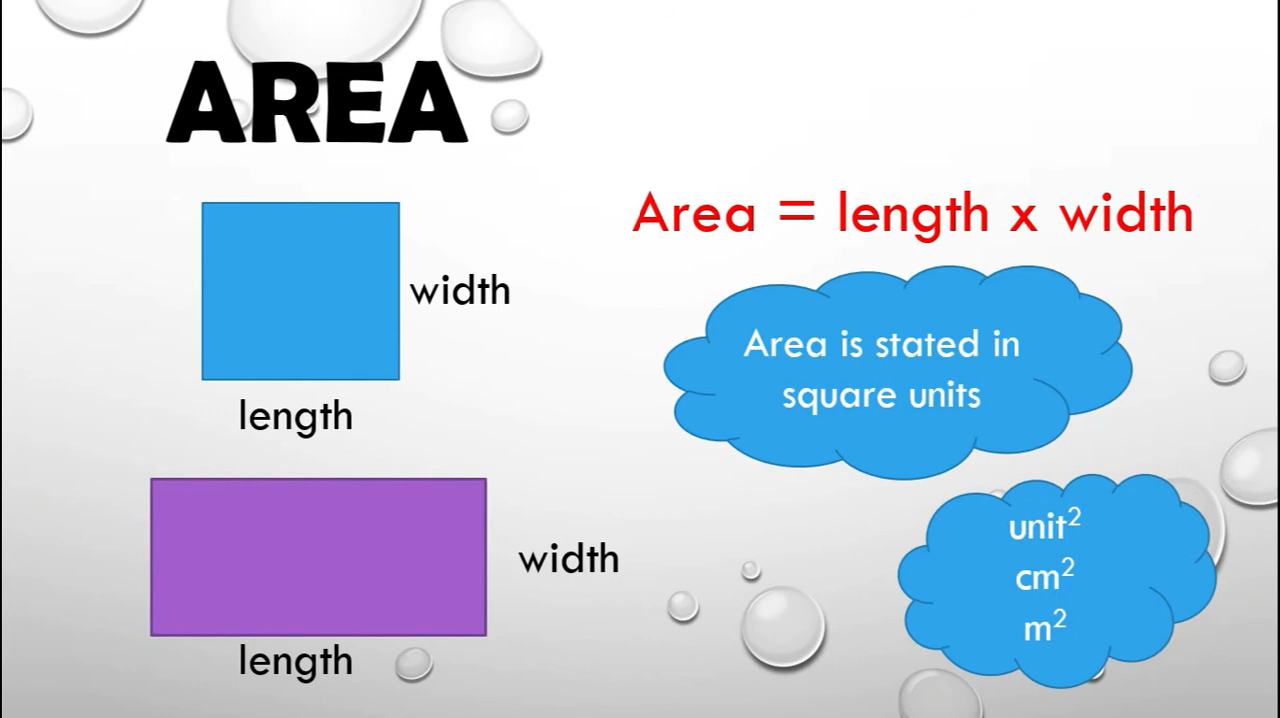 AREA
Area = length x width
width
length
Area is stated in
square units
width
length
unit²
cm²
m²